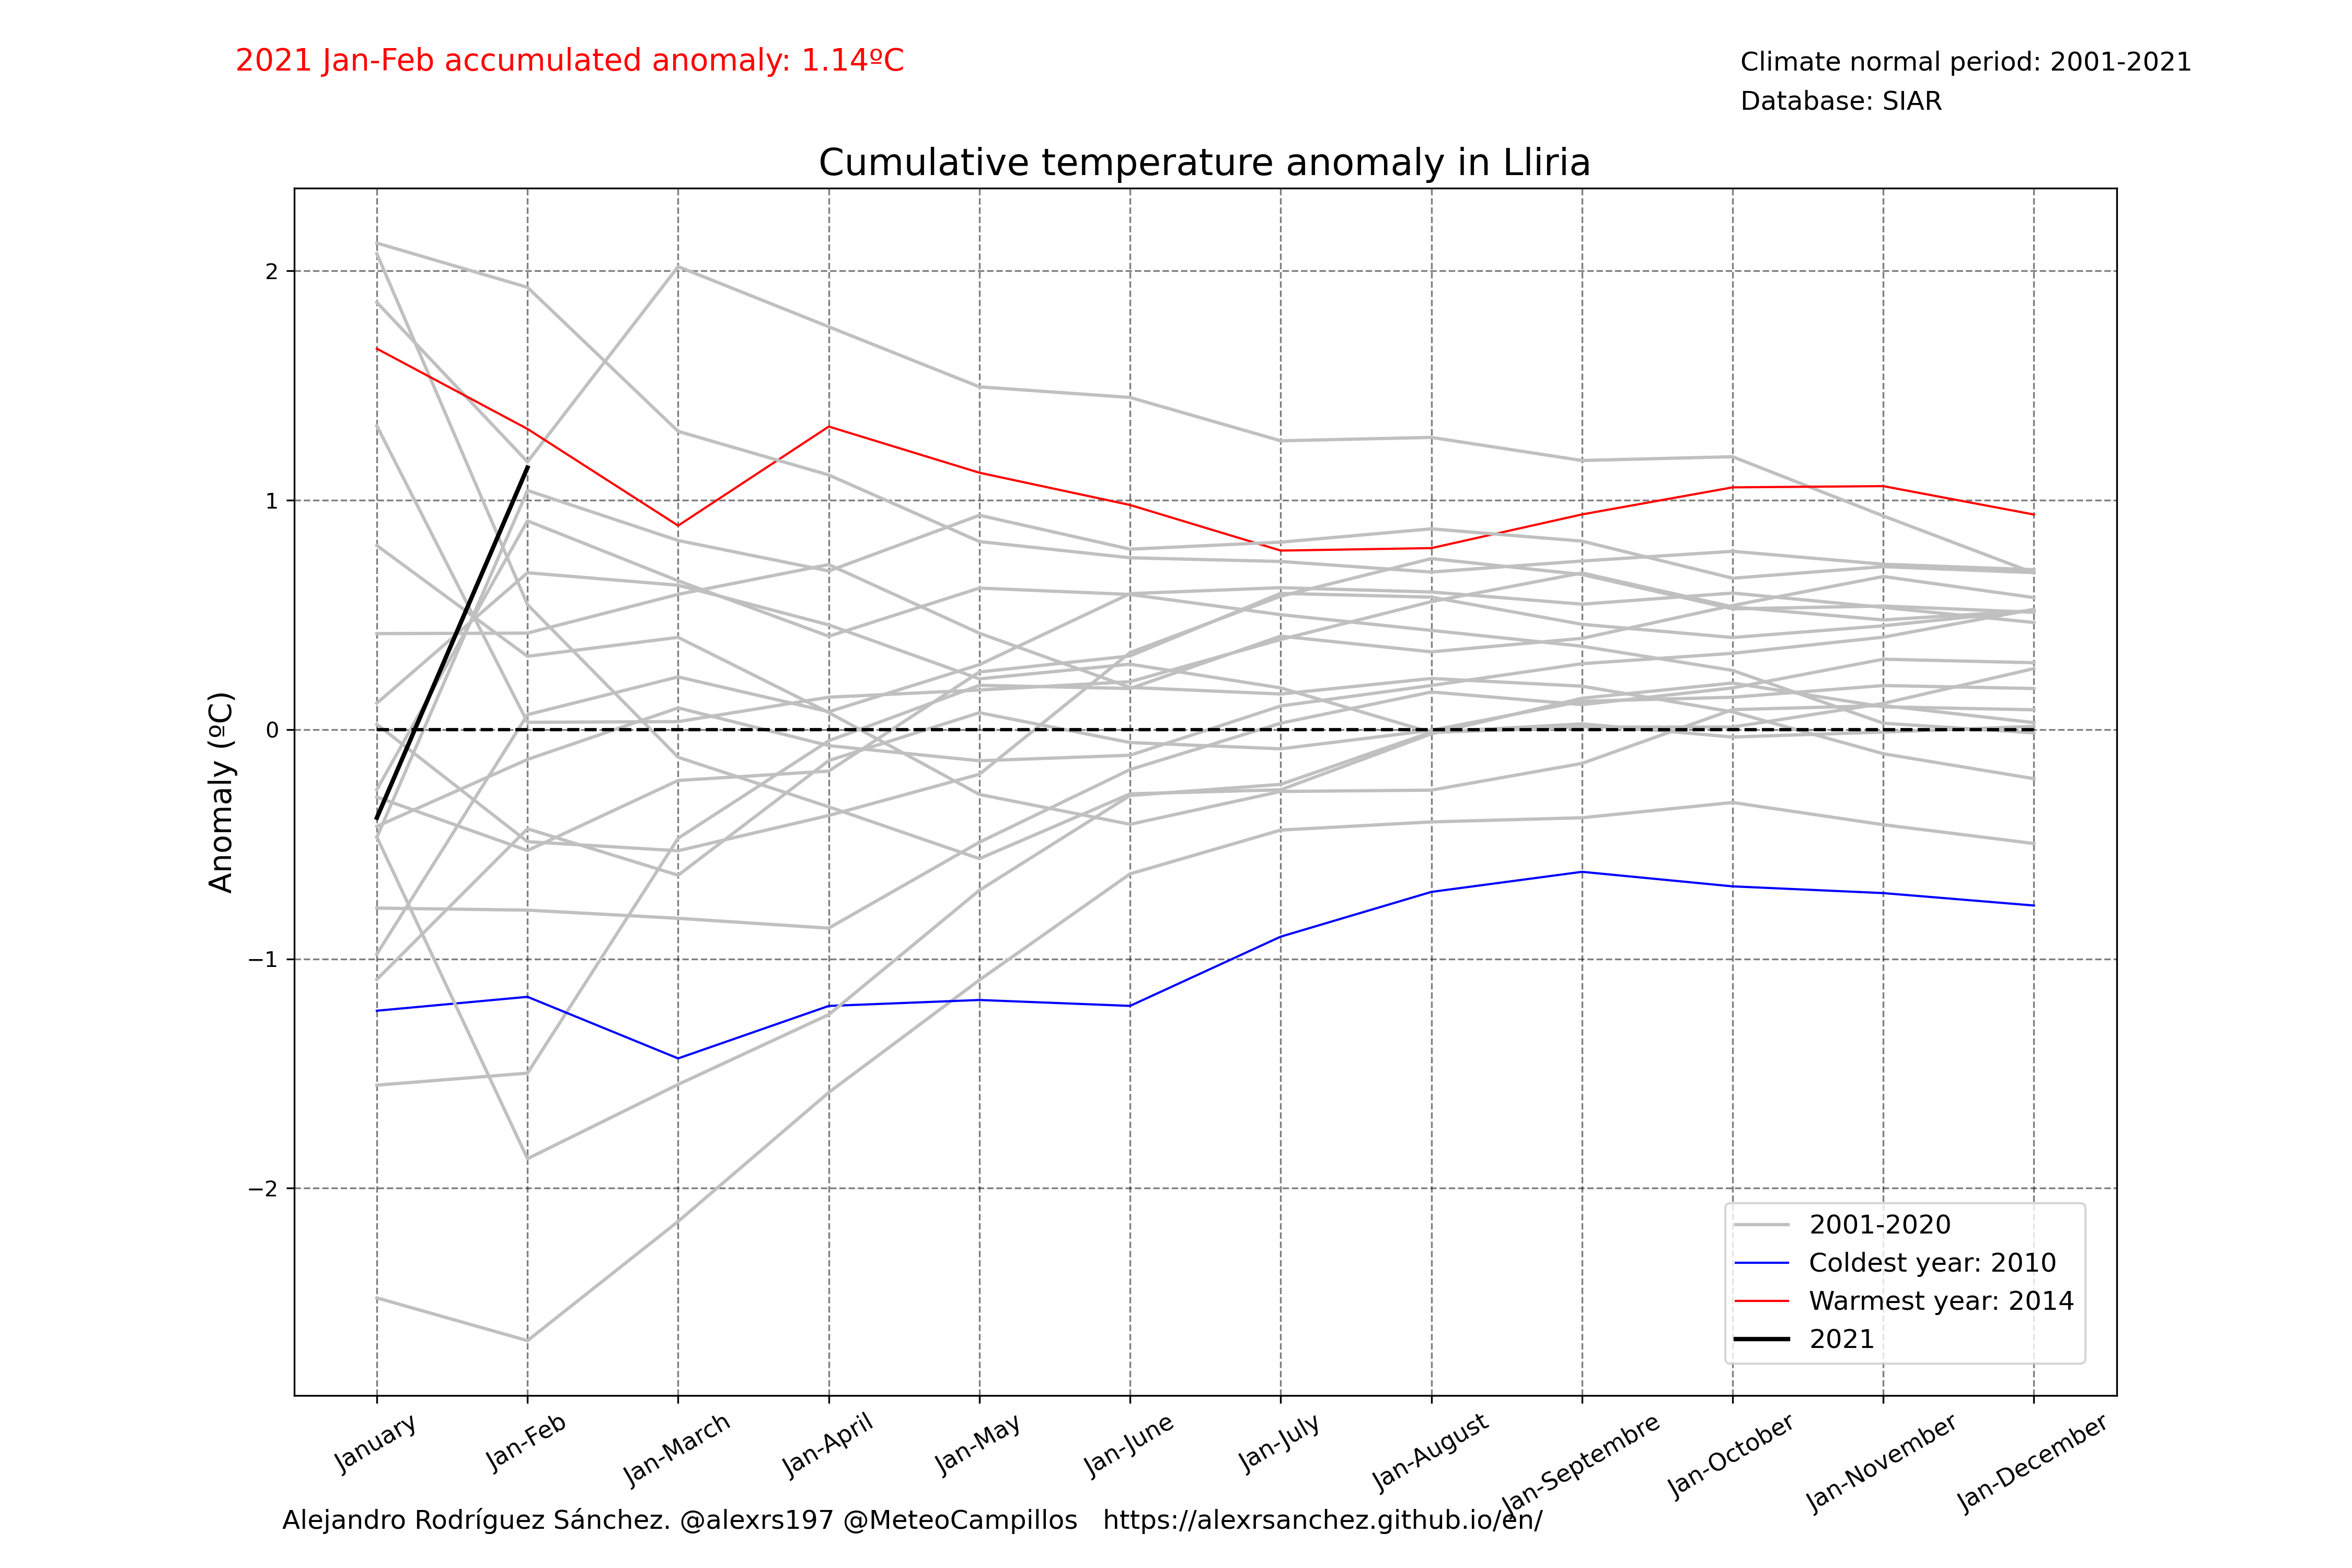 2021 Jan-Feb accumulated anomaly: 1.14ºC
Climate normal period: 2001-2021
Database: SIAR
Cumulative temperature anomaly in Lliria
Anomaly (ºC)
2
1
0
−1
−2
2001-2020
Coldest year: 2010
Warmest year: 2014
2021
January
Jan-Feb
Jan-March
Jan-April
Jan-May
Jan-June
Jan-July
Jan-August
Jan-Septembre
Jan-October
Jan-November
Jan-December
Alejandro Rodríguez Sánchez. @alexrs197 @MeteoCampillos https://alexrsanchez.github.io/en/